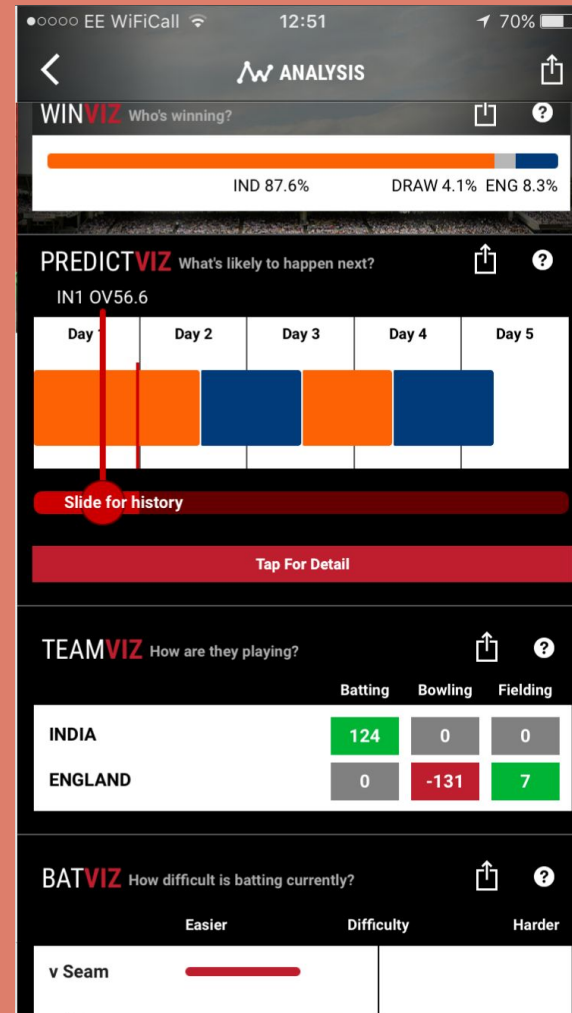 EE WiFiCall 12:51 70%
ANALYSIS
WINVIZ Who's winning?
IND 87.6% DRAW 4.1% ENG 8.3%
PREDICTVIZ What's likely to happen next?
IN1 OV56.6
Day 1 Day 2 Day 3 Day 4 Day 5
Slide for history
Tap For Detail
TEAMVIZ How are they playing?
Batting Bowling Fielding
INDIA 124 0 0
ENGLAND 0 -131 7
BATVIZ How difficult is batting currently?
Easier Difficulty Harder
v Seam